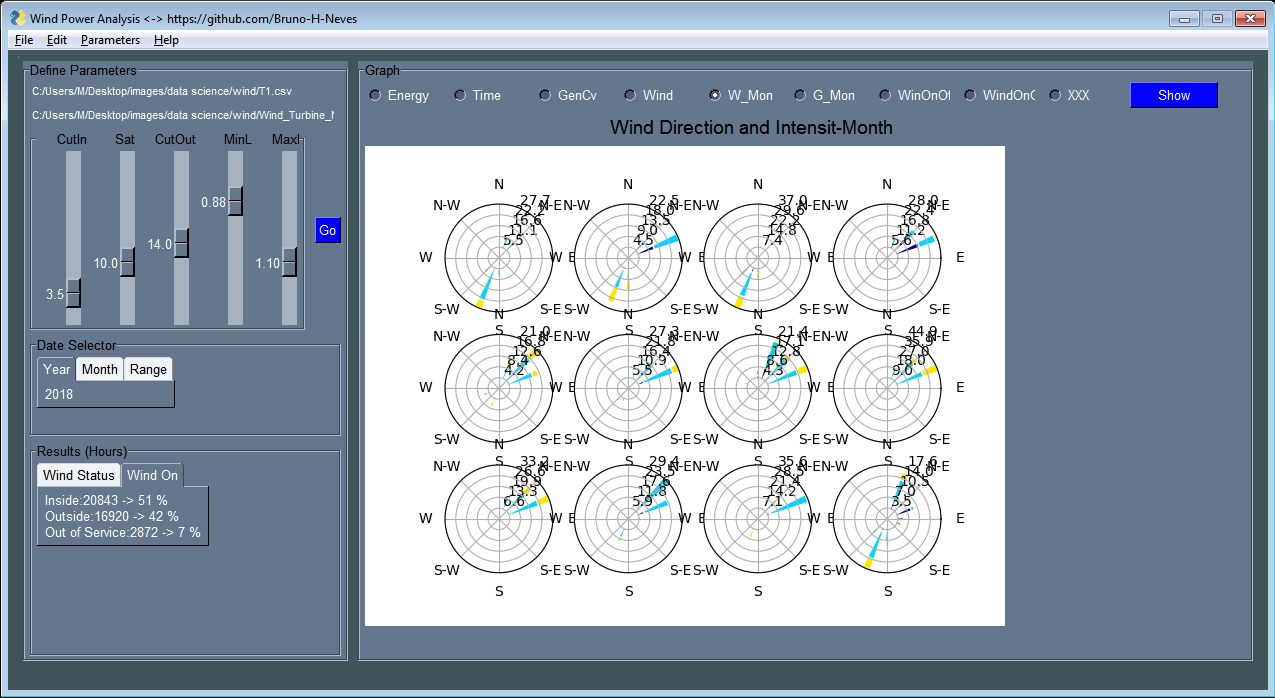 Wind Power Analysis <-> https://github.com/Bruno-H-Neves
File Edit Parameters Help
Define Parameters
C:/Users/M/Desktop/images/data science/wind/T1.csv
C:/Users/M/Desktop/images/data science/wind/Wind_Turbine_
CutIn Sat CutOut MinL MaxI
0.88
14.0
10.0
1.10
3.5
Go
Date Selector
Year Month Range
2018
Results (Hours)
Wind Status Wind On
Inside:20843 -> 51 %
Outside:16920 -> 42 %
Out of Service:2872 -> 7 %
Graph
Energy Time GenCv Wind W_Mon G_Mon WinOnOf WindOn XXX Show
Wind Direction and Intensit-Month
N N N N
N-W 27.7 N-W 22.5 N-W 37.0 N-W 28.0 N-E
22.2 18.0 29.6 22.4
16.6 13.5 22.2 16.8
11.1 9.0 14.8 11.2
5.5 4.5 7.4 5.6
W W E W E W E E
S-W S-E S-W S-E S-W S-E S-W S-E
S S S S
N-W 21.0 N-W 27.3 N-W 21.4 N-W 44.9 N-E
16.8 21.8 17.1 35.9
12.6 16.4 12.8 27.0
8.4 10.9 8.6 18.0
4.2 5.5 4.3 9.0
W W E W E W E E
S-W S-E S-W S-E S-W S-E S-W S-E
N N N N
S S S S
N-W 33.2 N-W 29.4 N-W 35.6 N-W 17.6 N-E
26.6 23.5 28.5 14.0
19.9 17.6 21.4 10.5
13.3 11.8 14.2 7.0
6.6 5.9 7.1 3.5
W W E W E W E E
S-W S-E S-W S-E S-W S-E S-W S-E
S S S S